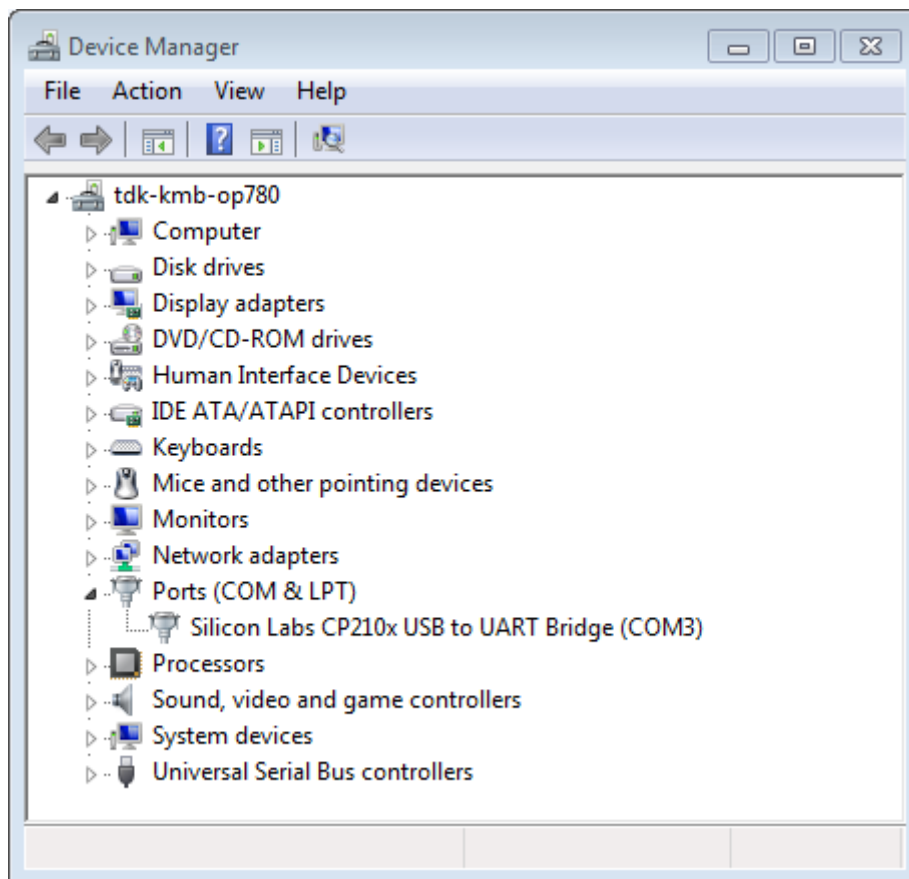 Device Manager
File Action View Help
tdk-kmb-op780
Computer
Disk drives
Display adapters
DVD/CD-ROM drives
Human Interface Devices
IDE ATA/ATAPI controllers
Keyboards
Mice and other pointing devices
Monitors
Network adapters
Ports (COM & LPT)
Silicon Labs CP210x USB to UART Bridge (COM3)
Processors
Sound, video and game controllers
System devices
Universal Serial Bus controllers